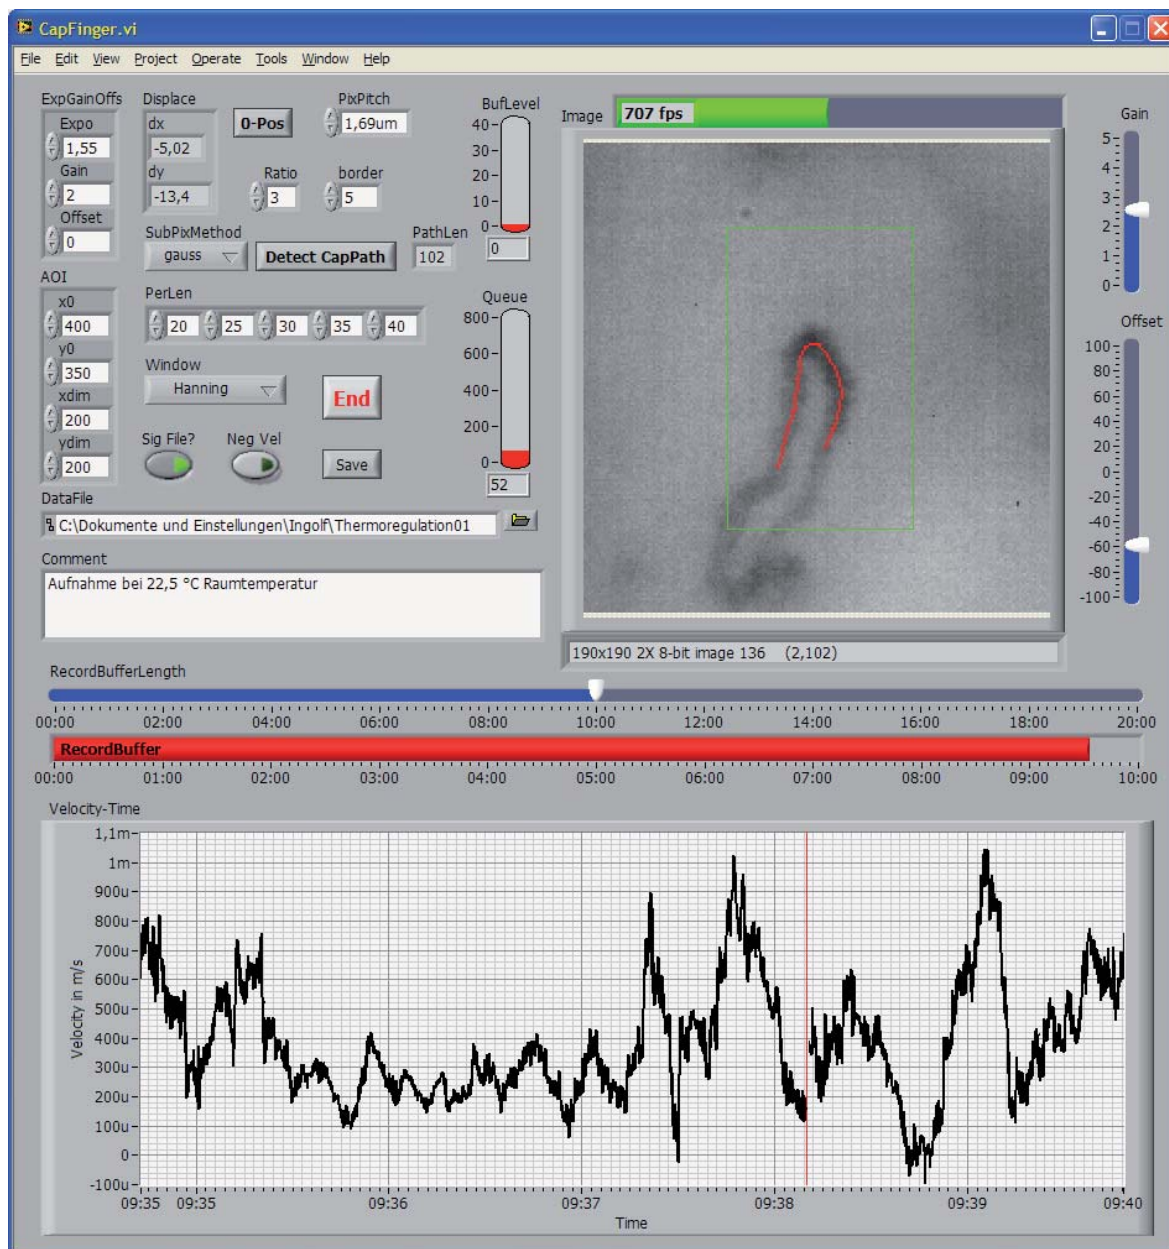 CapFinger.vi
File Edit View Project Operate Tools Window Help
ExpGainOffs
Expo
1,55
Gain
2
Offset
0
Displace
dx
-5,02
dy
-13,4
0-Pos
PixPitch
1,69um
Ratio
3
border
5
SubPixMethod
gauss
Detect CapPath
PathLen
102
BufLevel
40
30
20
10
0
0
AOI
x0
400
y0
350
xdim
200
ydim
200
PerLen
20 25 30 35 40
Window
Hanning
End
Sig File?
Neg Vel
Save
Queue
800
600
400
200
0
52
DataFile
C:\Dokumente und Einstellungen\Ingolf\Thermoregulation01
Comment
Aufnahme bei 22,5 °C Raumtemperatur
Image
707 fps
190x190 2X 8-bit image 136 (2,102)
Gain
5
4
3
2
1
0
Offset
100
80
60
40
20
0
-20
-40
-60
-80
-100
RecordBufferLength
00:00 02:00 04:00 06:00 08:00 10:00 12:00 14:00 16:00 18:00 20:00
RecordBuffer
00:00 01:00 02:00 03:00 04:00 05:00 06:00 07:00 08:00 09:00 10:00
Velocity-Time
Velocity in m/s
1,1m
1m
900u
800u
700u
600u
500u
400u
300u
200u
100u
0
-100u
09:35 09:35 09:36 09:37 09:38 09:39 09:40
Time